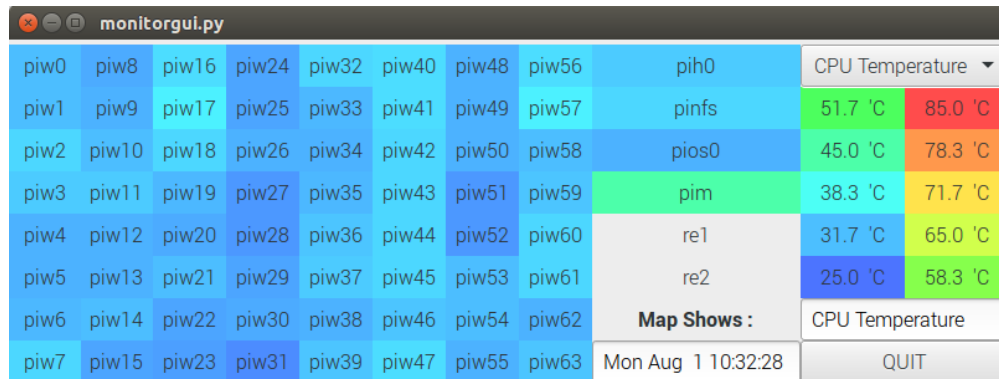 monitorgui.py
piw0 piw8 piw16 piw24 piw32 piw40 piw48 piw56 pih0 CPU Temperature
piw1 piw9 piw17 piw25 piw33 piw41 piw49 piw57 pinfs 51.7 'C 85.0 'C
piw2 piw10 piw18 piw26 piw34 piw42 piw50 piw58 pios0 45.0 'C 78.3 'C
piw3 piw11 piw19 piw27 piw35 piw43 piw51 piw59 pim 38.3 'C 71.7 'C
piw4 piw12 piw20 piw28 piw36 piw44 piw52 piw60 re1 31.7 'C 65.0 'C
piw5 piw13 piw21 piw29 piw37 piw45 piw53 piw61 re2 25.0 'C 58.3 'C
piw6 piw14 piw22 piw30 piw38 piw46 piw54 piw62 Map Shows : CPU Temperature
piw7 piw15 piw23 piw31 piw39 piw47 piw55 piw63 Mon Aug  1 10:32:28 QUIT